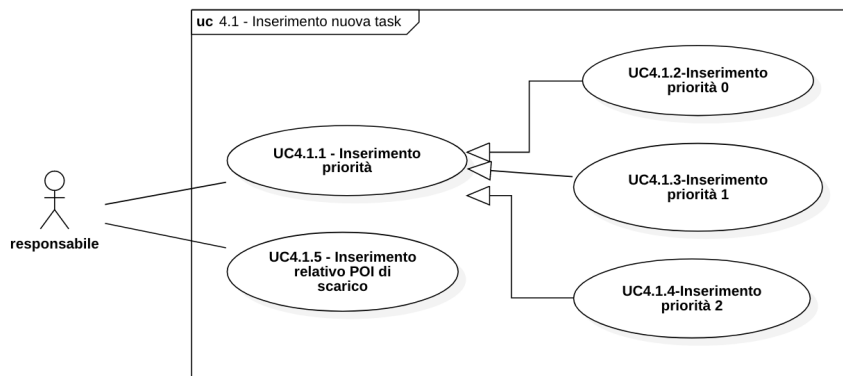 uc 4.1 - Inserimento nuova task
UC4.1.2-Inserimento
priorità 0
UC4.1.1 - Inserimento
priorità
UC4.1.3-Inserimento
priorità 1
responsabile
UC4.1.5 - Inserimento
relativo POI di
scarico
UC4.1.4-Inserimento
priorità 2